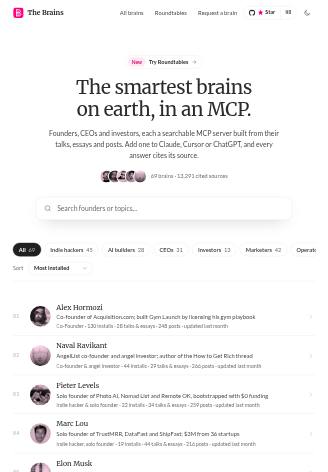 The Brains
All brains Roundtables Request a brain Star 98
New Try Roundtables →
The smartest brains
on earth, in an MCP.
Founders, CEOs and investors, each a searchable MCP server built from their
talks, essays and posts. Add one to Claude, Cursor or ChatGPT, and every
answer cites its source.
69 brains · 13,291 cited sources
Search founders or topics...
All 69 Indie hackers 45 AI builders 28 CEOs 31 Investors 13 Marketers 42 Operato
Sort Most installed
01
Alex Hormozi
Co-founder of Acquisition.com; built Gym Launch by licensing his gym playbook
Co-Founder · 130 installs · 28 talks & essays · 248 posts · updated last month
02
Naval Ravikant
AngelList co-founder and angel investor; author of the How to Get Rich thread
Co-founder & angel investor · 44 installs · 29 talks & essays · 266 posts · updated last month
03
Pieter Levels
Solo founder of Photo AI, Nomad List and Remote OK, bootstrapped with $0 funding
Indie hacker & solo founder · 22 installs · 34 talks & essays · 259 posts · updated last month
04
Marc Lou
Solo founder of TrustMRR, DataFast and ShipFast; $3M from 36 startups
Indie hacker, solo founder · 19 installs · 44 talks & essays · 235 posts · updated last month
Elon Musk